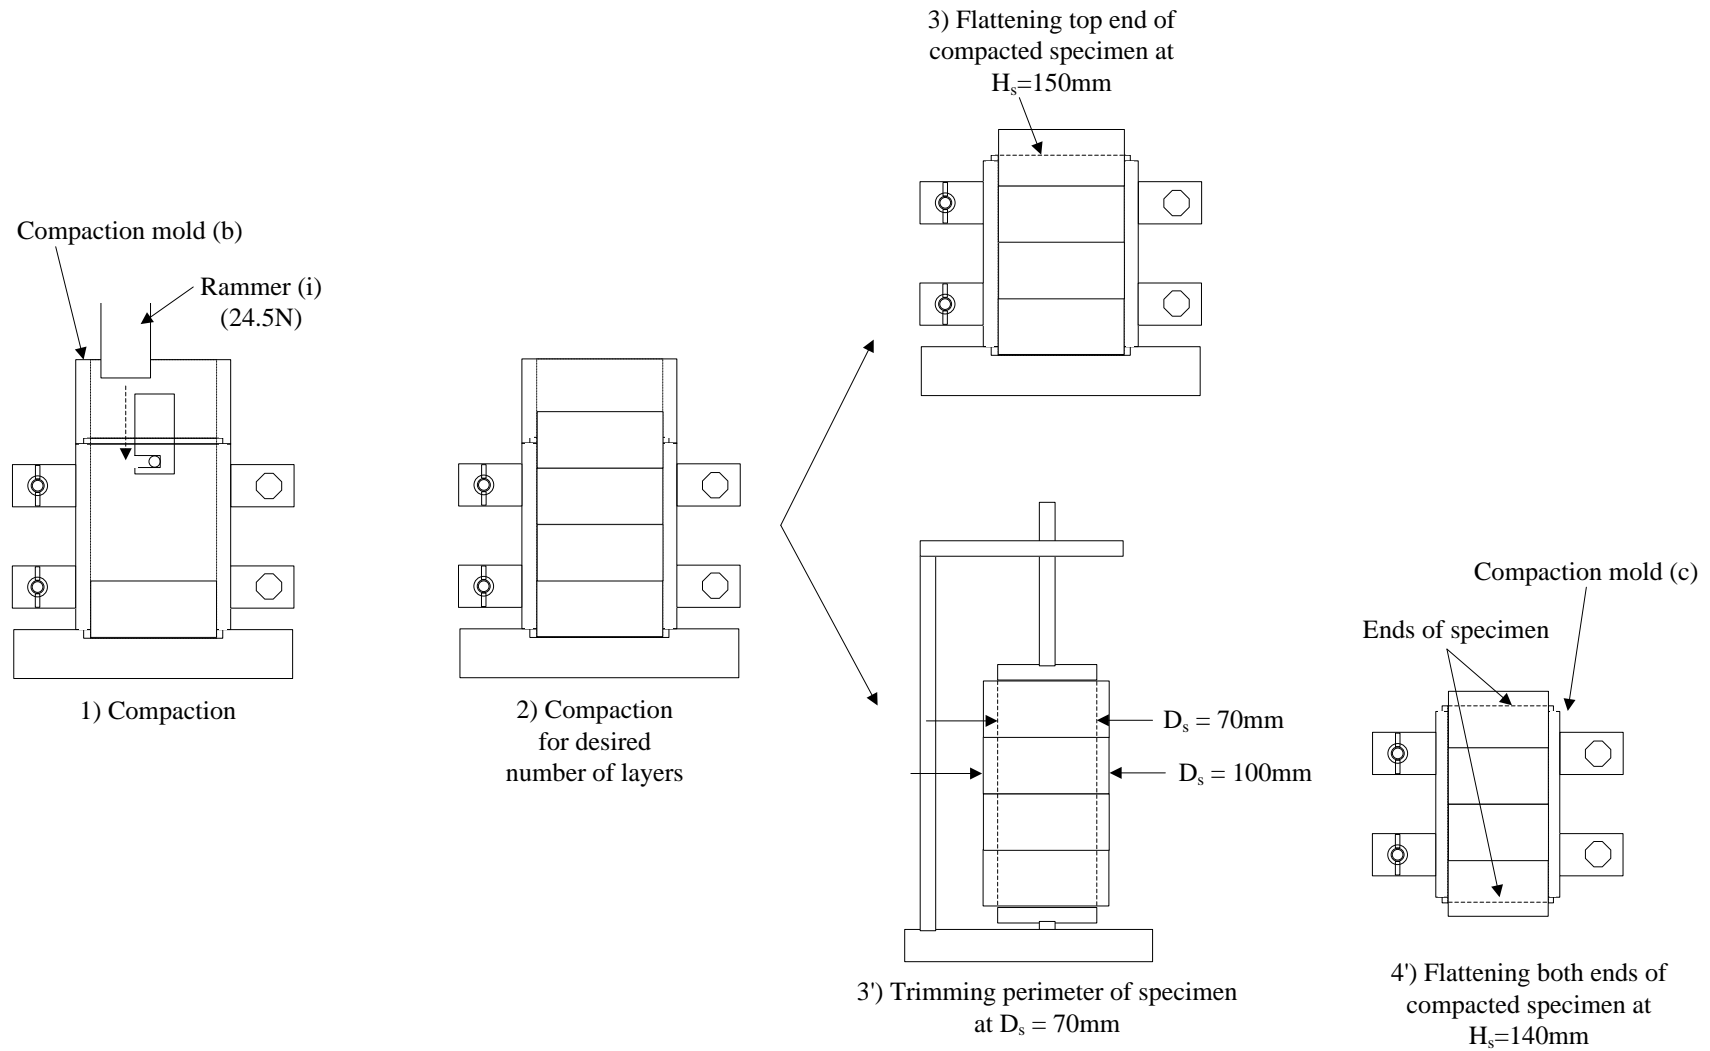 3) Flattening top end of
compacted specimen at
Hs=150mm
Compaction mold (b)
Rammer (i)
(24.5N)
1) Compaction
2) Compaction
for desired
number of layers
Ds = 70mm
Ds = 100mm
3') Trimming perimeter of specimen
at Ds = 70mm
Compaction mold (c)
Ends of specimen
4') Flattening both ends of
compacted specimen at
Hs=140mm